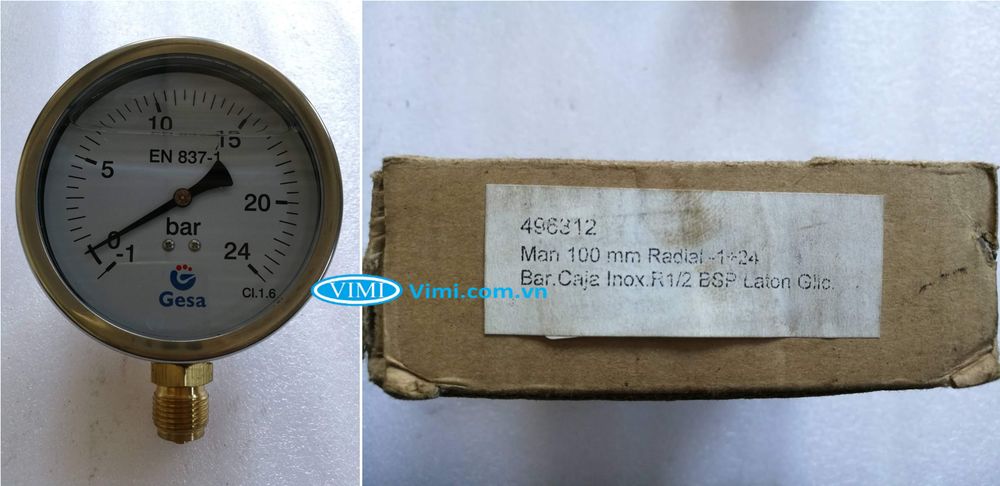 10
15
EN 837-1
5
20
bar
0
-1
24
Gesa
Cl.1.6
VIMI
Vimi.com.vn
496312
Man 100 mm Radial -1+24
Bar.Caja Inox.R1/2 BSP Laton Glic.